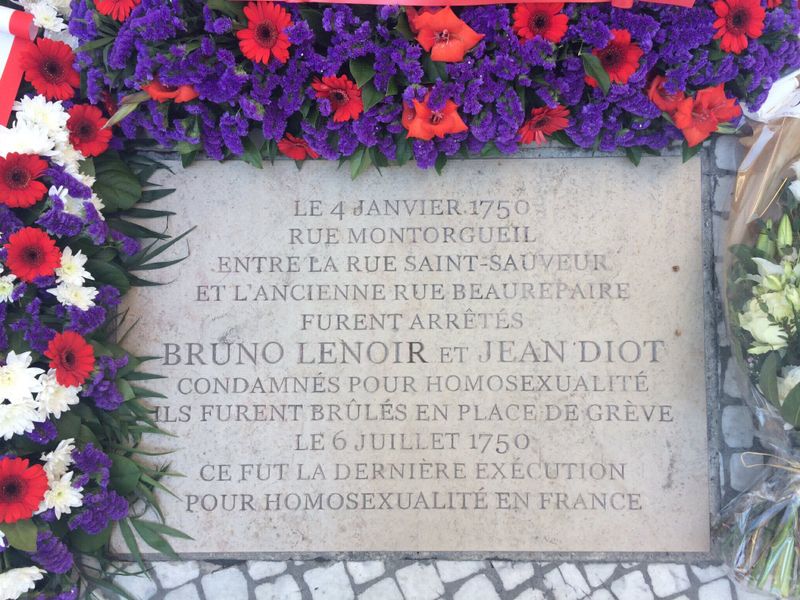 LE 4 JANVIER 1750
RUE MONTORGUEIL
ENTRE LA RUE SAINT-SAUVEUR
ET L'ANCIENNE RUE BEAUREPAIRE
FURENT ARRÊTÉS
BRUNO LENOIR ET JEAN DIOT
CONDAMNÉS POUR HOMOSEXUALITÉ
ILS FURENT BRÛLÉS EN PLACE DE GRÈVE
LE 6 JUILLET 1750
CE FUT LA DERNIÈRE EXÉCUTION
POUR HOMOSEXUALITÉ EN FRANCE